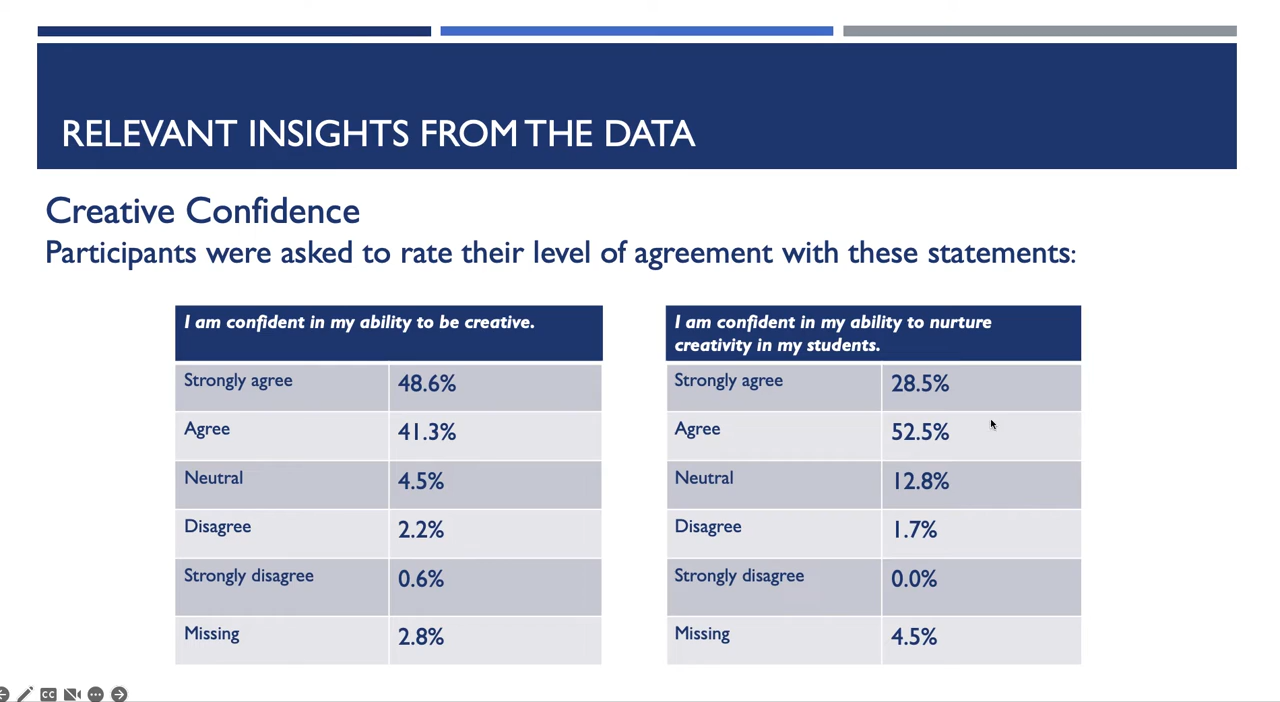 RELEVANT INSIGHTS FROM THE DATA
Creative Confidence
Participants were asked to rate their level of agreement with these statements:
I am confident in my ability to be creative.
Strongly agree 48.6%
Agree 41.3%
Neutral 4.5%
Disagree 2.2%
Strongly disagree 0.6%
Missing 2.8%
I am confident in my ability to nurture
creativity in my students.
Strongly agree 28.5%
Agree 52.5%
Neutral 12.8%
Disagree 1.7%
Strongly disagree 0.0%
Missing 4.5%
CC